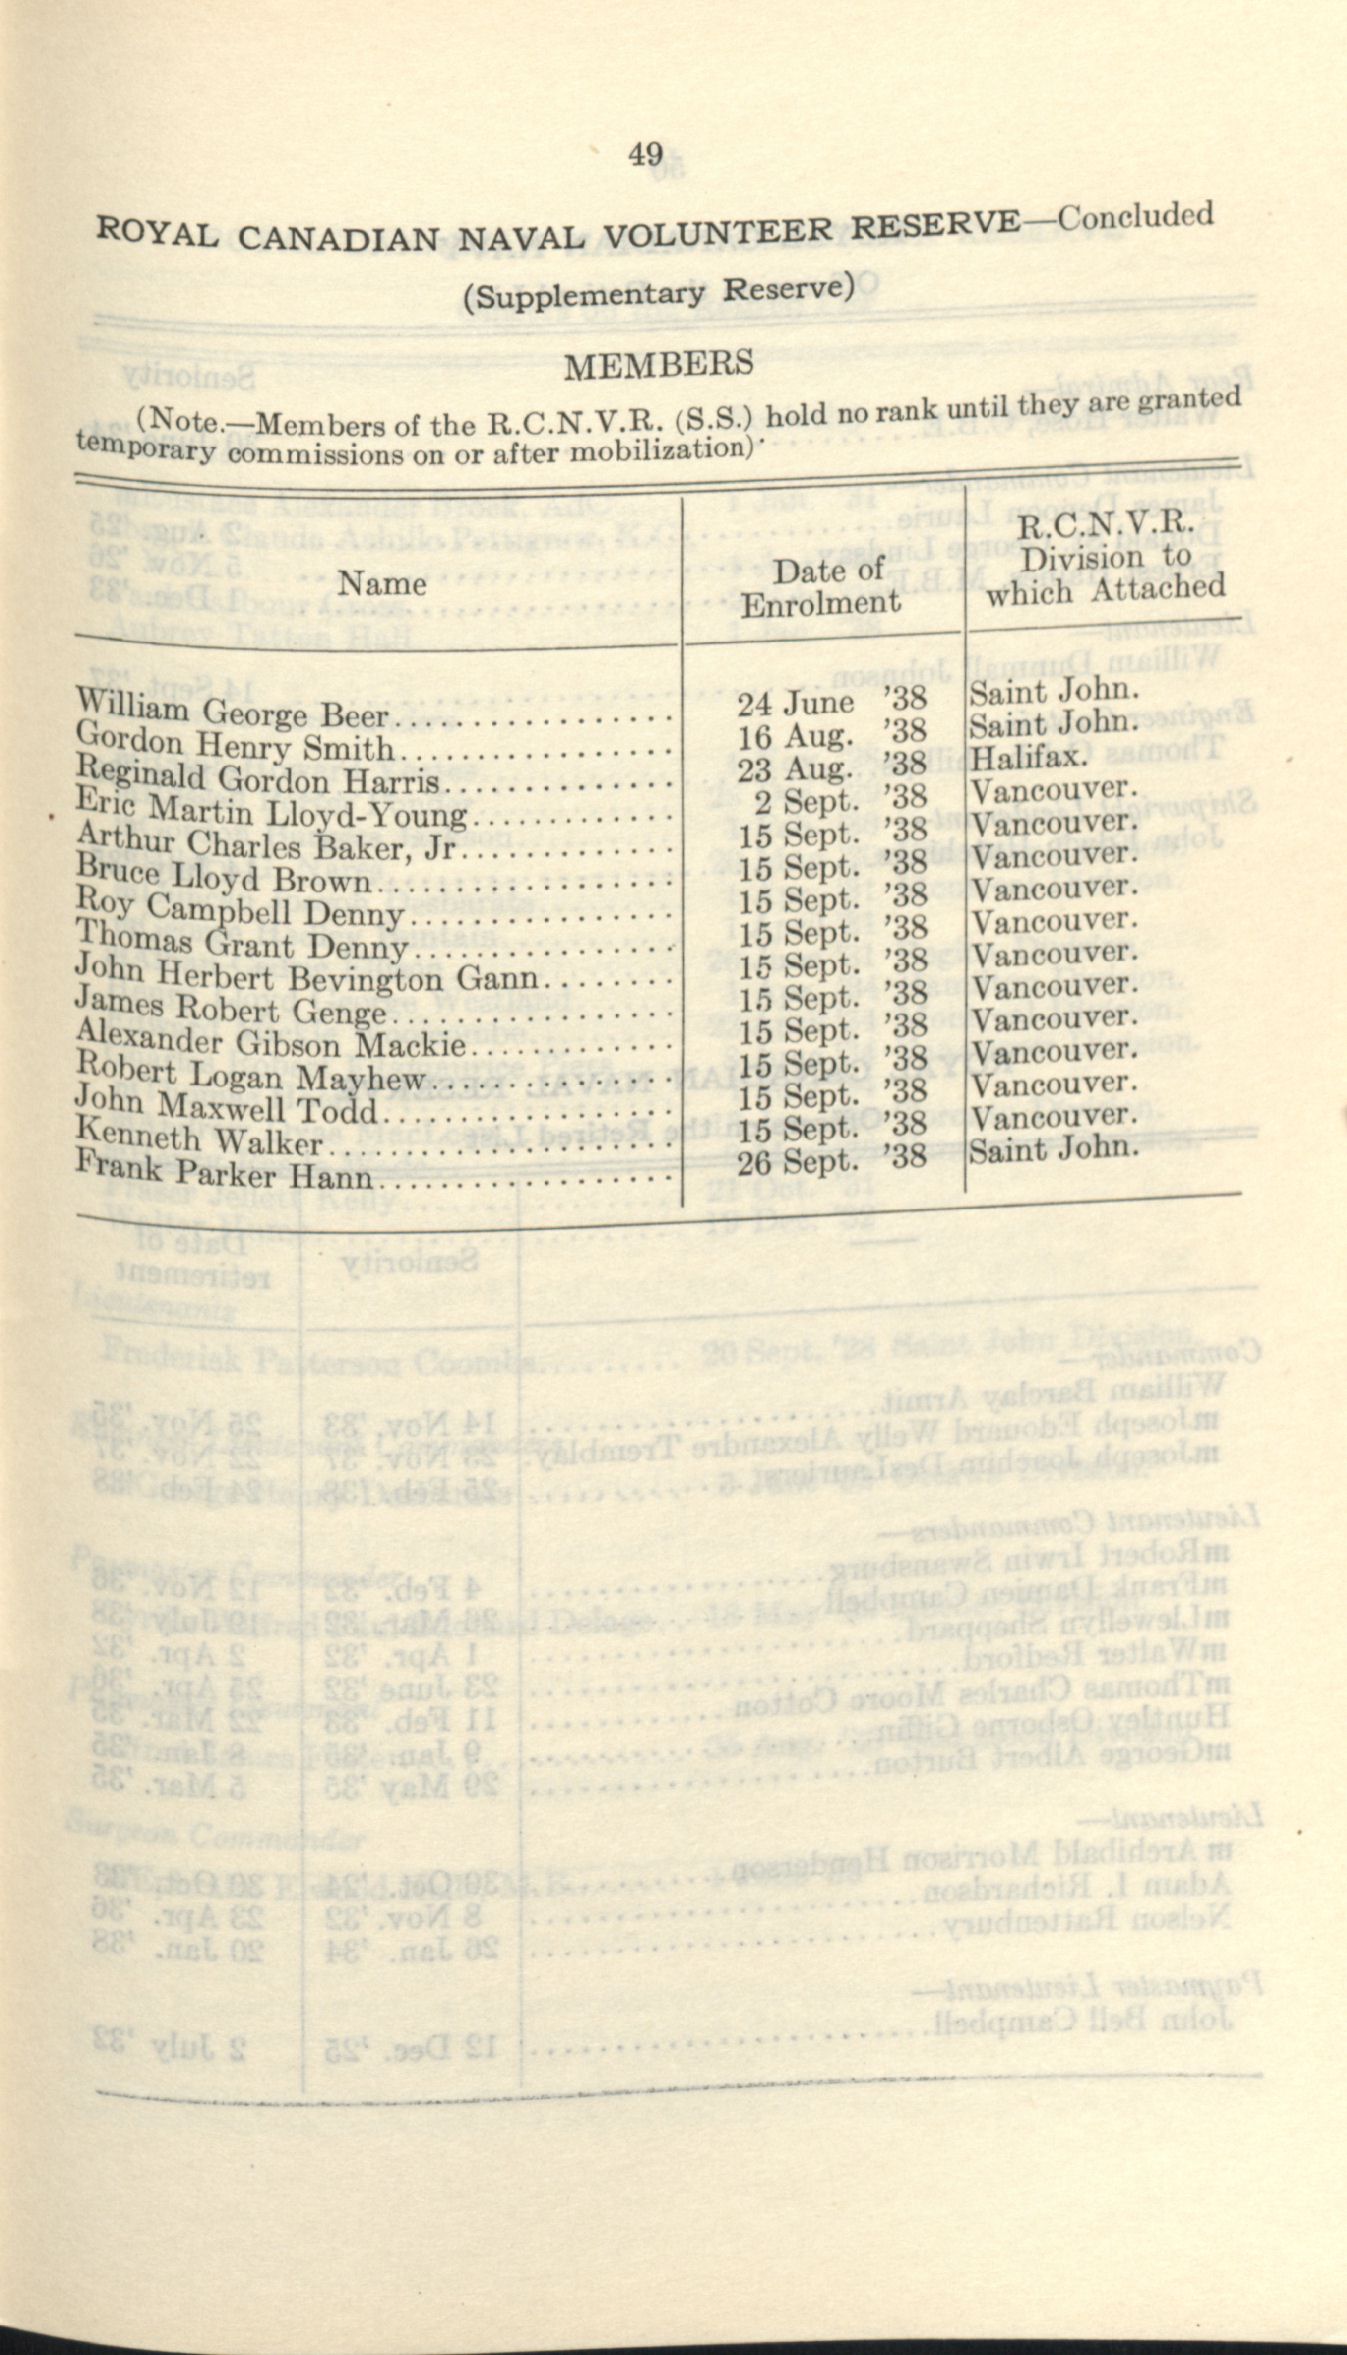 49
ROYAL CANADIAN NAVAL VOLUNTEER RESERVE—Concluded
(Supplementary Reserve)
MEMBERS
(Note.—Members of the R.C.N.V.R. (S.S.) hold no rank until they are granted
temporary commissions on or after mobilization).
Name Date of Enrolment R.C.N.V.R. Division to which Attached
William George Beer 24 June '38 Saint John.
Gordon Henry Smith 16 Aug. '38 Saint John.
Reginald Gordon Harris 23 Aug. '38 Halifax.
Eric Martin Lloyd-Young 2 Sept. '38 Vancouver.
Arthur Charles Baker, Jr. 15 Sept. '38 Vancouver.
Bruce Lloyd Brown 15 Sept. '38 Vancouver.
Roy Campbell Denny 15 Sept. '38 Vancouver.
Thomas Grant Denny 15 Sept. '38 Vancouver.
John Herbert Bevington Gann 15 Sept. '38 Vancouver.
James Robert Genge 15 Sept. '38 Vancouver.
Alexander Gibson Mackie 15 Sept. '38 Vancouver.
Robert Logan Mayhew 15 Sept. '38 Vancouver.
John Maxwell Todd 15 Sept. '38 Vancouver.
Kenneth Walker 15 Sept. '38 Vancouver.
Frank Parker Hann 26 Sept. '38 Saint John.